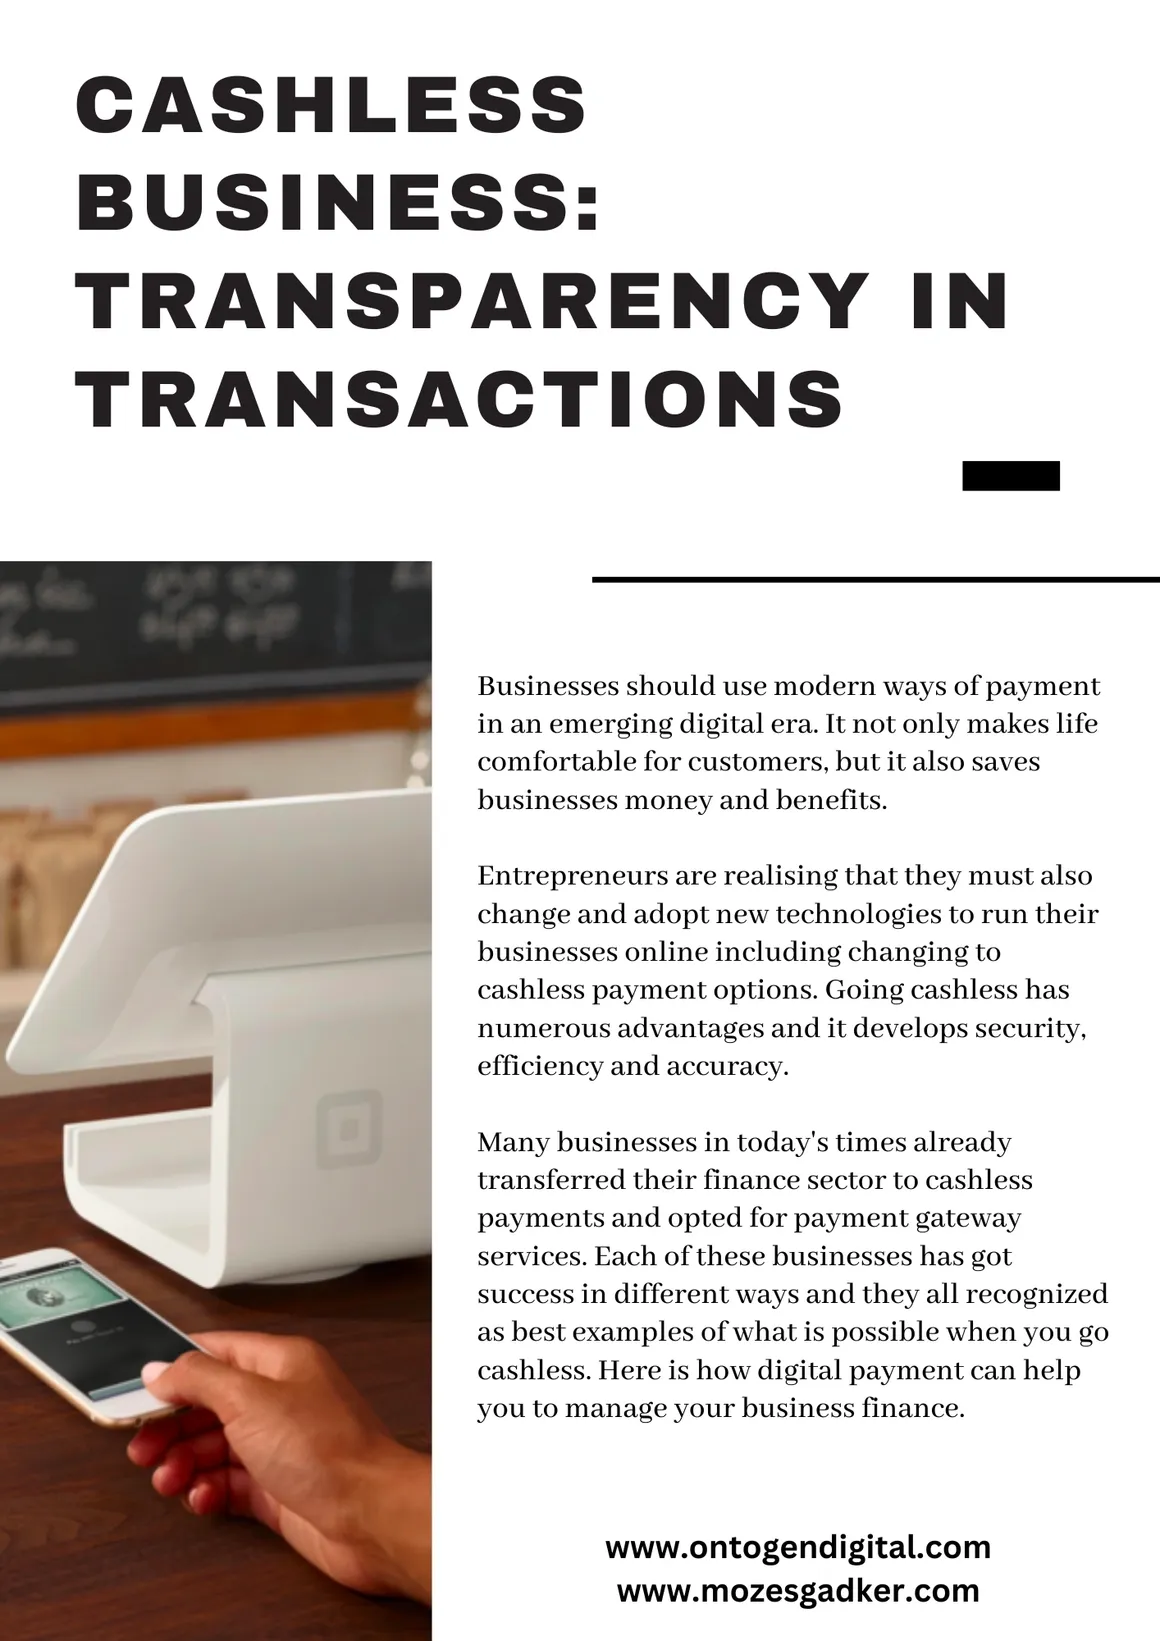 CASHLESS
BUSINESS:
TRANSPARENCY IN
TRANSACTIONS
Businesses should use modern ways of payment
in an emerging digital era. It not only makes life
comfortable for customers, but it also saves
businesses money and benefits.
Entrepreneurs are realising that they must also
change and adopt new technologies to run their
businesses online including changing to
cashless payment options. Going cashless has
numerous advantages and it develops security,
efficiency and accuracy.
Many businesses in today's times already
transferred their finance sector to cashless
payments and opted for payment gateway
services. Each of these businesses has got
success in different ways and they all recognized
as best examples of what is possible when you go
cashless. Here is how digital payment can help
you to manage your business finance.
www.ontogendigital.com
www.mozesgadker.com